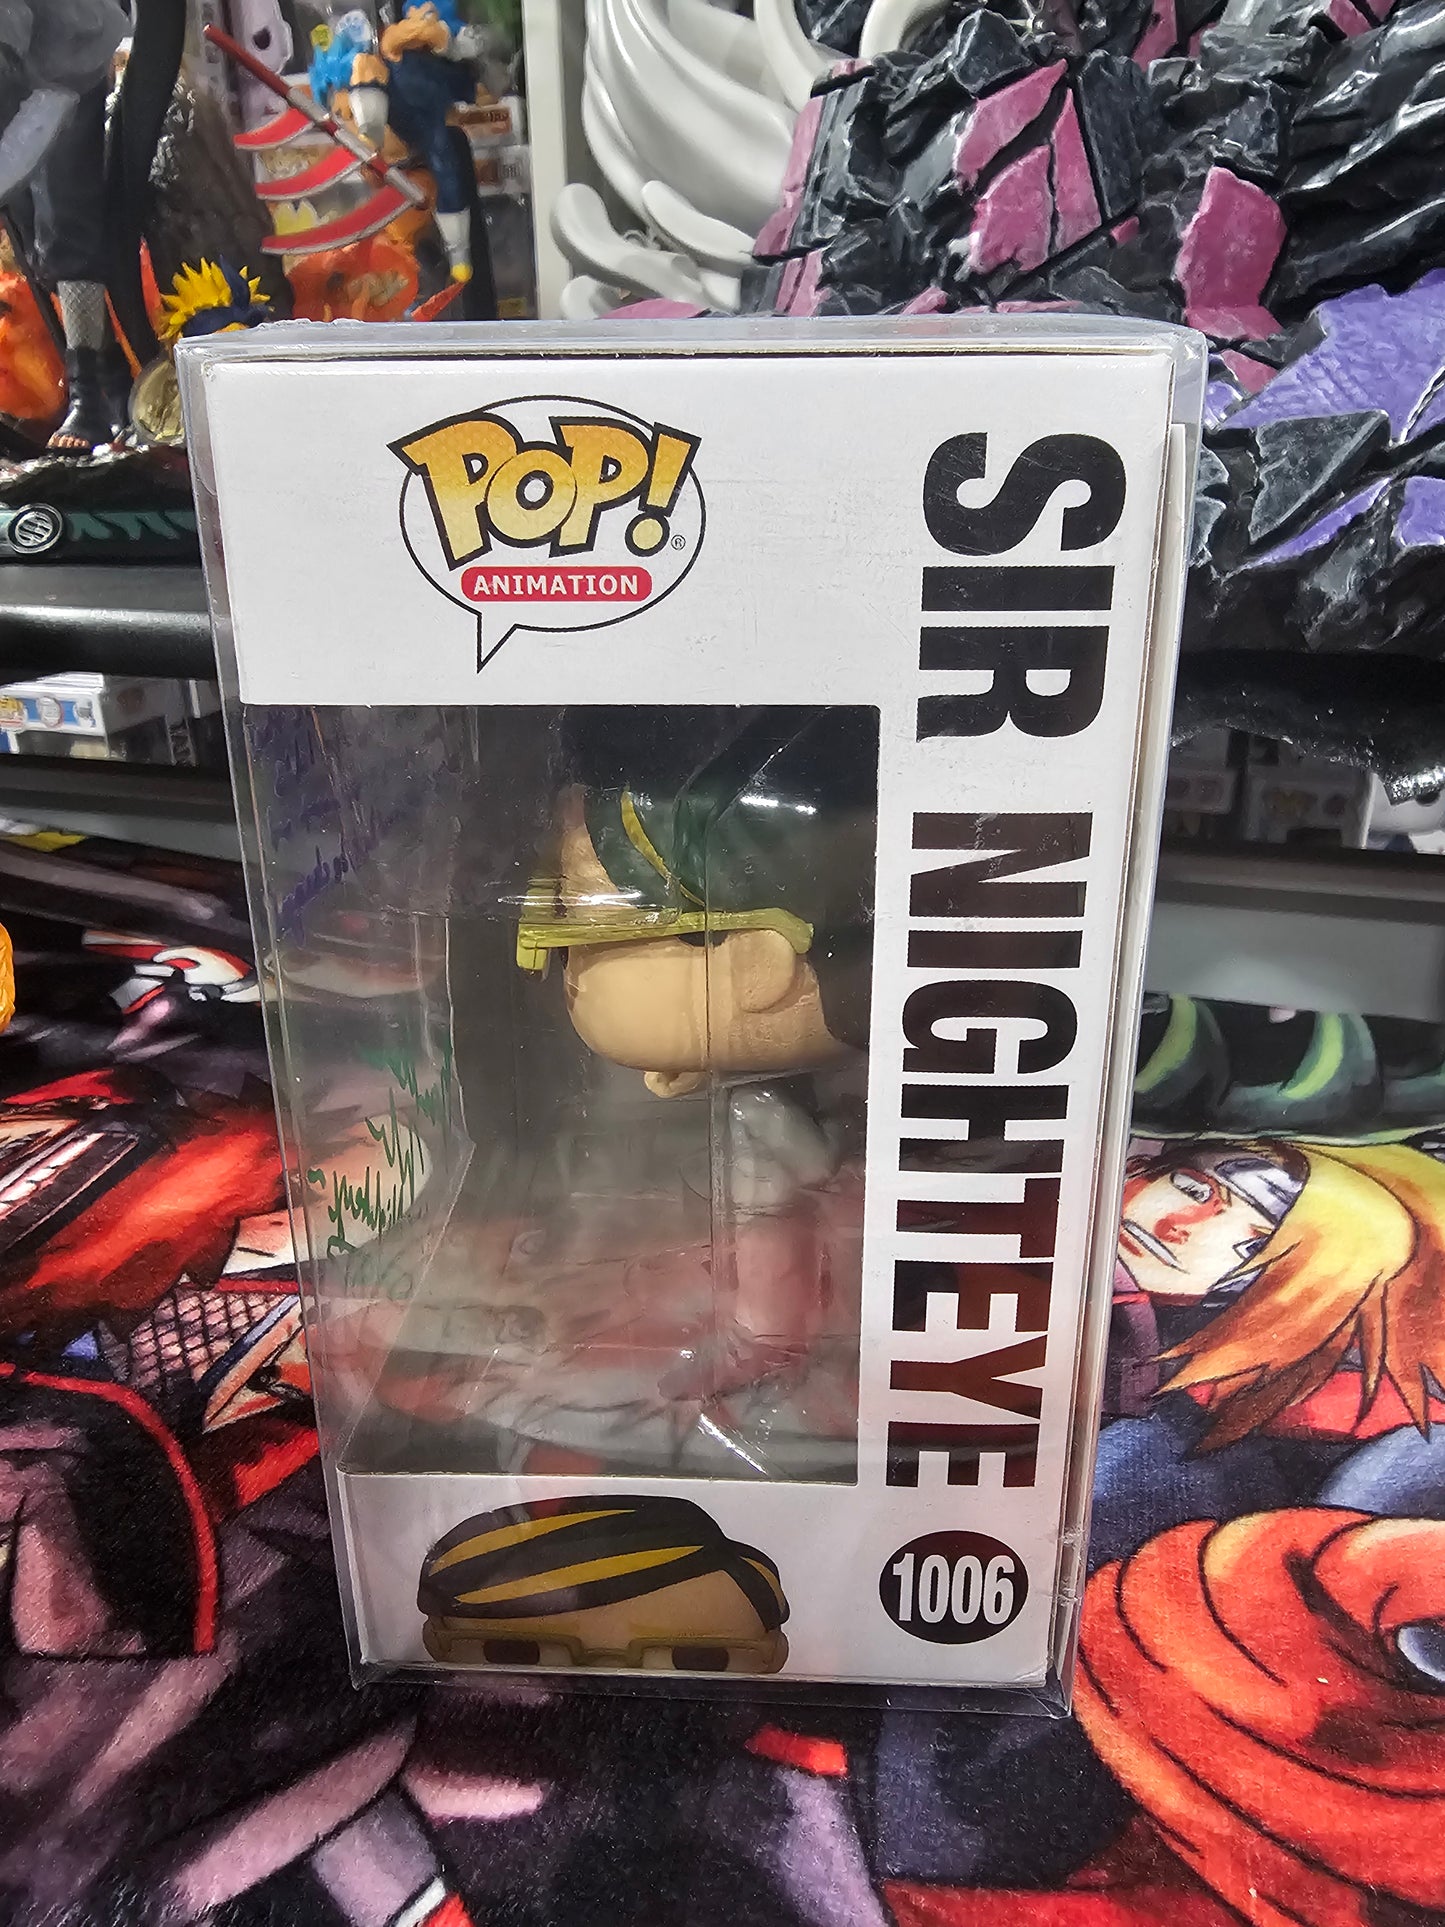 POP!®
ANIMATION
SIR NIGHTEYE
1006